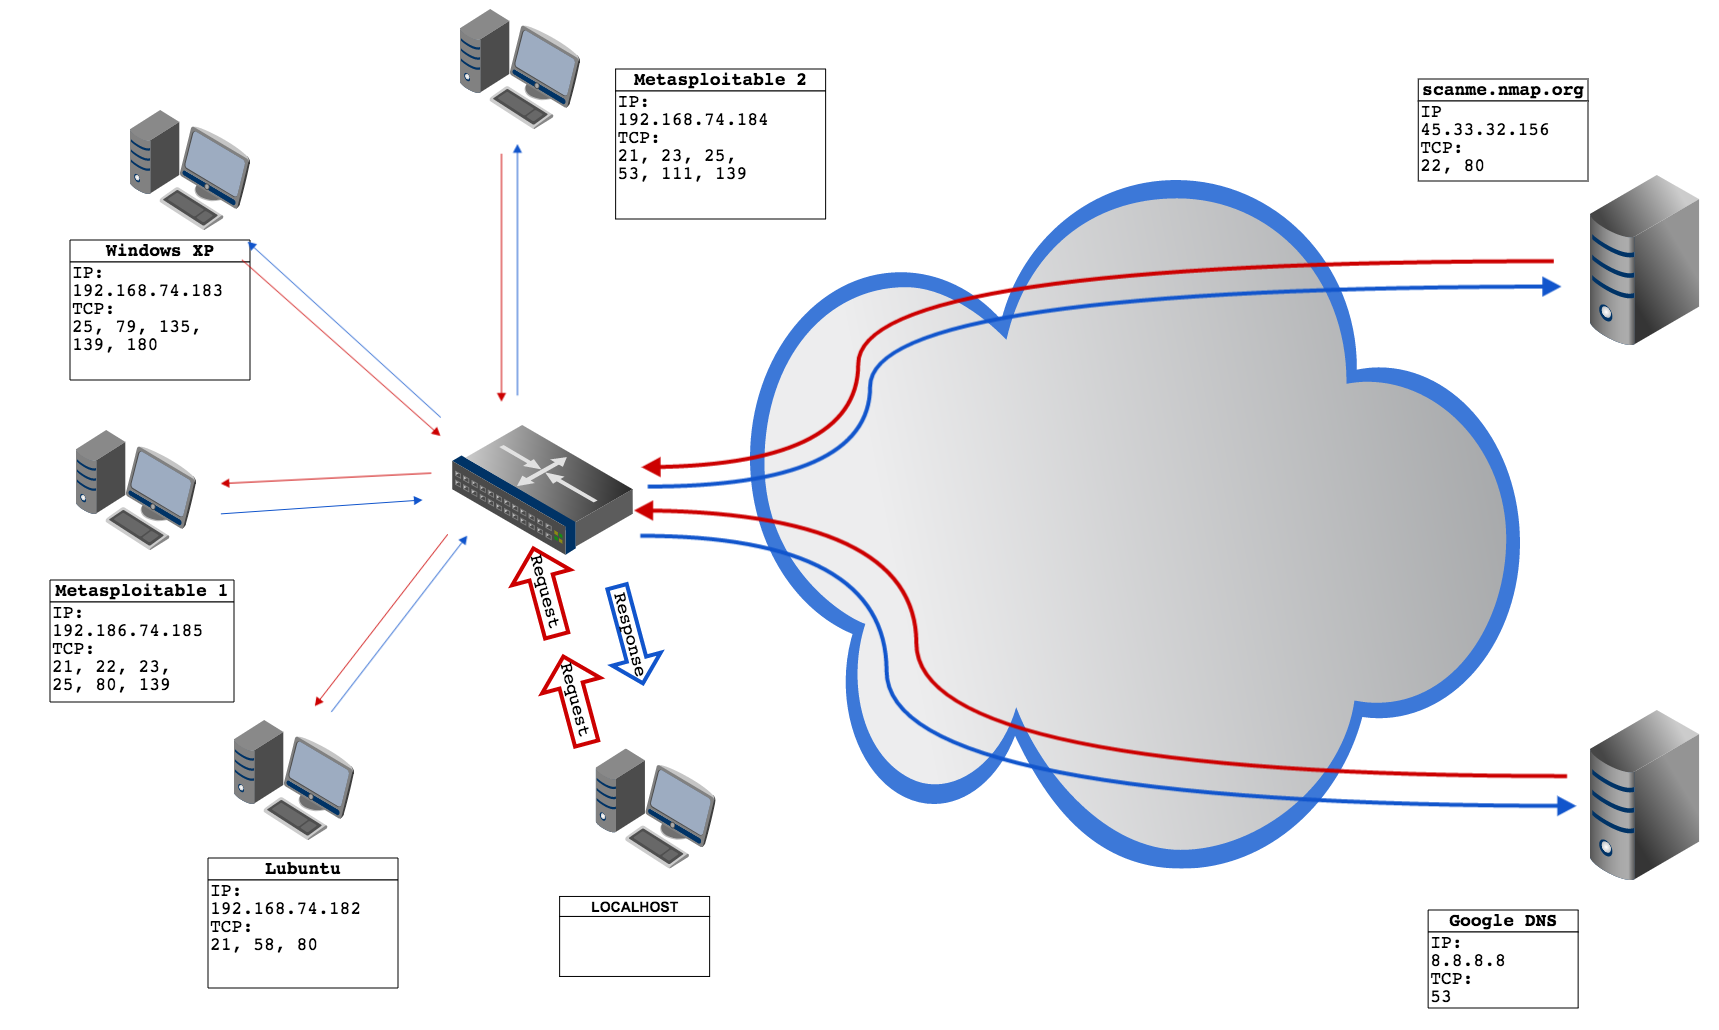 Metasploitable 2
IP:
192.168.74.184
TCP:
21, 23, 25,
53, 111, 139
scanme.nmap.org
IP
45.33.32.156
TCP:
22, 80
Windows XP
IP:
192.168.74.183
TCP:
25, 79, 135,
139, 180
Metasploitable 1
IP:
192.186.74.185
TCP:
21, 22, 23,
25, 80, 139
Request
Response
Request
Lubuntu
IP:
192.168.74.182
TCP:
21, 58, 80
LOCALHOST
Google DNS
IP:
8.8.8.8
TCP:
53